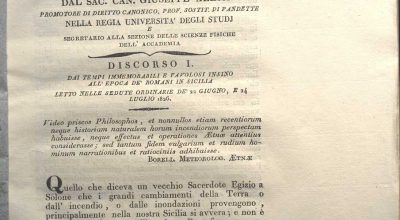 DAL SAC. CAN. GIUSEPPE
PROMOTORE DI DIRITTO CANONICO, PROF. SOSTIT. DI PANDETTE
NELLA REGIA UNIVERSITA' DEGLI STUDJ
E
SEGRETARIO ALLA SEZIONE DELLE SCIENZE FISICHE
DELL' ACCADEMIA
DISCORSO I.
DAI TEMPI IMMEMORABILI E FAVOLOSI INSINO
ALL' EPOCA DE' ROMANI IN SICILIA
LETTO NELLE SEDUTE ORDINARIE DE' 22 GIUGNO, E 24
LUGLIO 1826.
Video priscos Philosophos, et nonnullos etiam recentiorum
neque historiam naturalem horum incendiorum perspectum
habuisse, neque effectus et operationes Ætnæ attentius
considerasse; sed tantum fidem vulgarium et rudium ho-
minum narrationibus et ratiociniis adhibuisse.
BORELL. METEOROLOG. ÆTNÆ
Quello che diceva un vecchio Sacerdote Egizio a
Solone che i grandi cambiamenti della Terra o
dall' incendio, o dalle inondazioni provengono,
principalmente nella nostra Sicilia si avvera; e non è